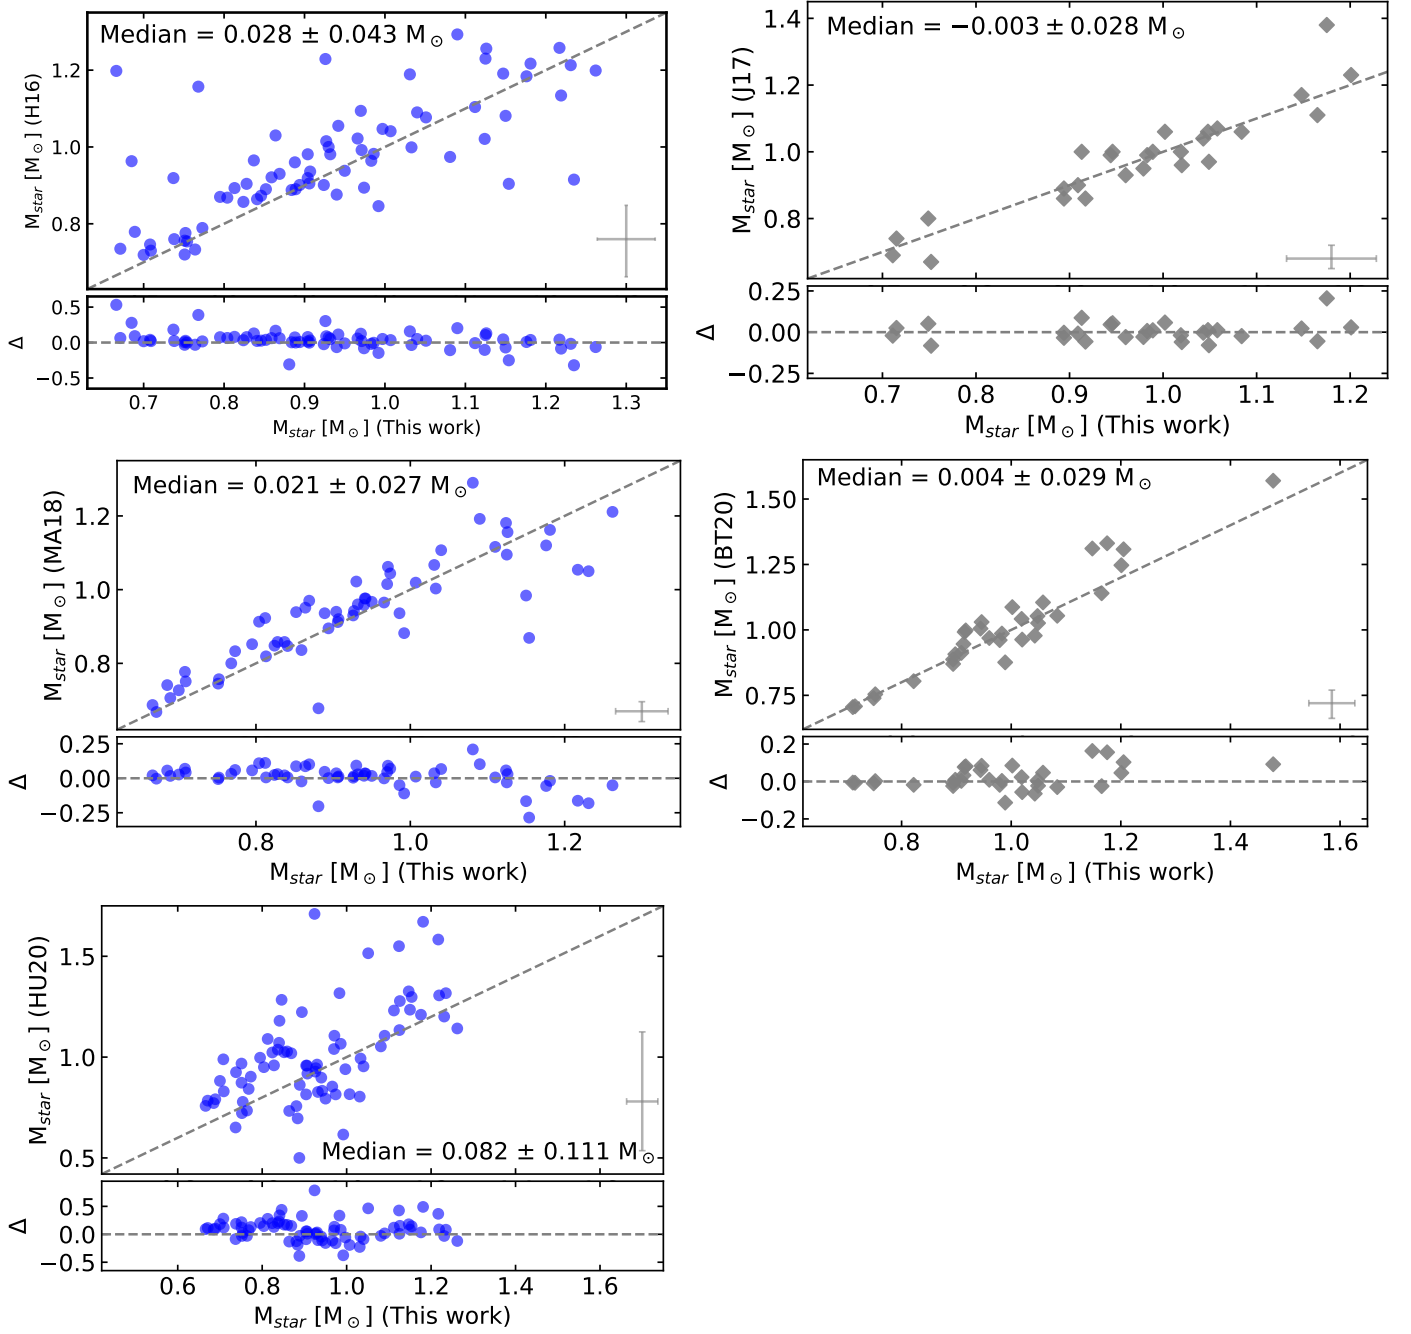 Median = 0.028 ± 0.043 M⊙
M_star [M⊙] (H16)
1.2
1.0
0.8
0.5
0.0
−0.5
Δ
0.7 0.8 0.9 1.0 1.1 1.2 1.3
M_star [M⊙] (This work)
Median = −0.003 ± 0.028 M⊙
M_star [M⊙] (J17)
1.4
1.2
1.0
0.8
0.25
0.00
−0.25
Δ
0.7 0.8 0.9 1.0 1.1 1.2
M_star [M⊙] (This work)
Median = 0.021 ± 0.027 M⊙
M_star [M⊙] (MA18)
1.2
1.0
0.8
0.25
0.00
−0.25
Δ
0.8 1.0 1.2
M_star [M⊙] (This work)
Median = 0.004 ± 0.029 M⊙
M_star [M⊙] (BT20)
1.50
1.25
1.00
0.75
0.2
0.0
−0.2
Δ
0.8 1.0 1.2 1.4 1.6
M_star [M⊙] (This work)
M_star [M⊙] (HU20)
1.5
1.0
0.5
Median = 0.082 ± 0.111 M⊙
0.5
0.0
−0.5
Δ
0.6 0.8 1.0 1.2 1.4 1.6
M_star [M⊙] (This work)